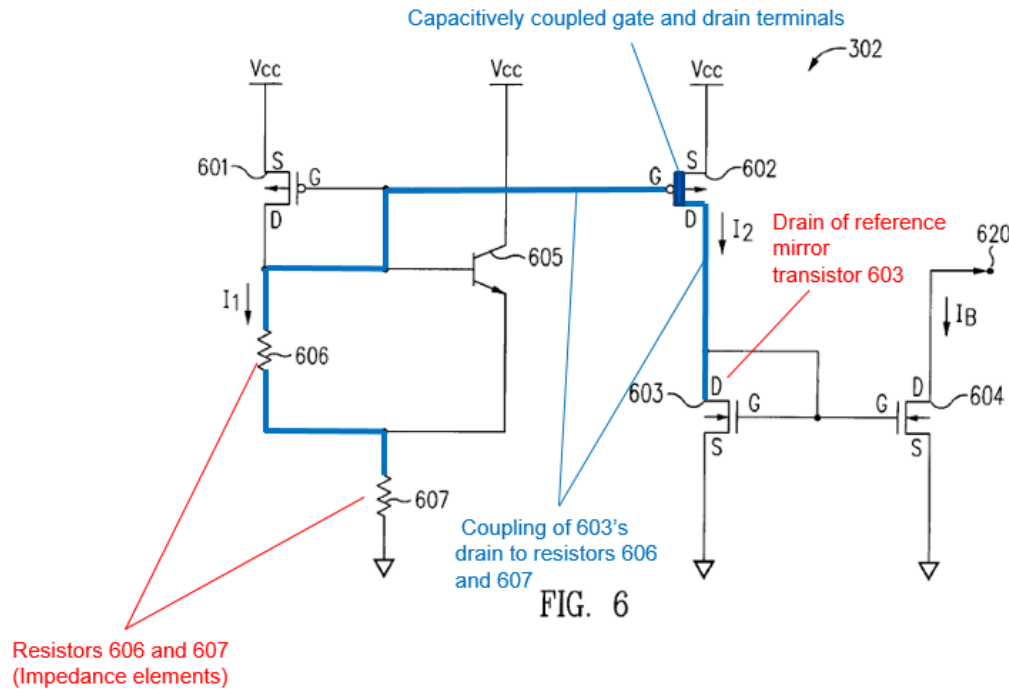 Capacitively coupled gate and drain terminals
302
Vcc
Vcc
Vcc
601
S
G
D
G
S
602
D
I2
Drain of reference
mirror
transistor 603
620
605
I1
606
IB
603
D
G
S
G
D
604
S
607
Coupling of 603's
drain to resistors 606
and 607
FIG. 6
Resistors 606 and 607
(Impedance elements)